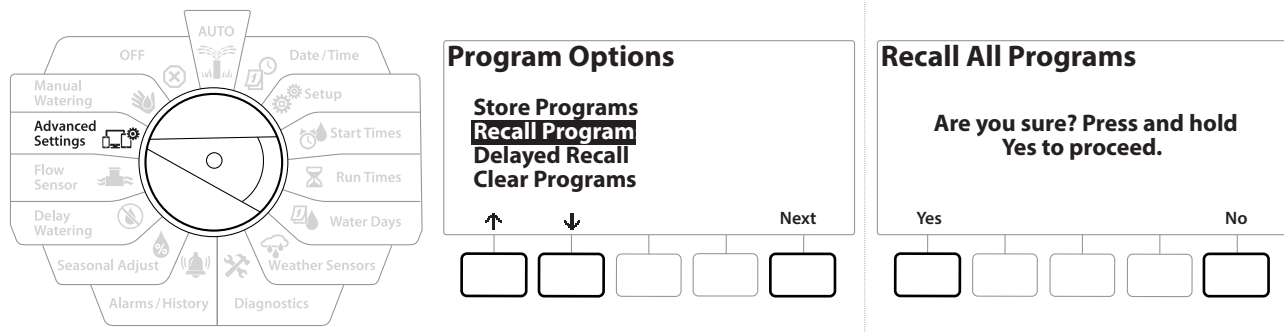 AUTO
OFF
Date/Time
Manual
Watering
Setup
Advanced
Settings
Start Times
Flow
Sensor
Run Times
Delay
Watering
Water Days
Seasonal Adjust
Weather Sensors
Alarms/History
Diagnostics
1
1
%
Program Options
Store Programs
Recall Program
Delayed Recall
Clear Programs
Next
Recall All Programs
Are you sure? Press and hold
Yes to proceed.
Yes
No